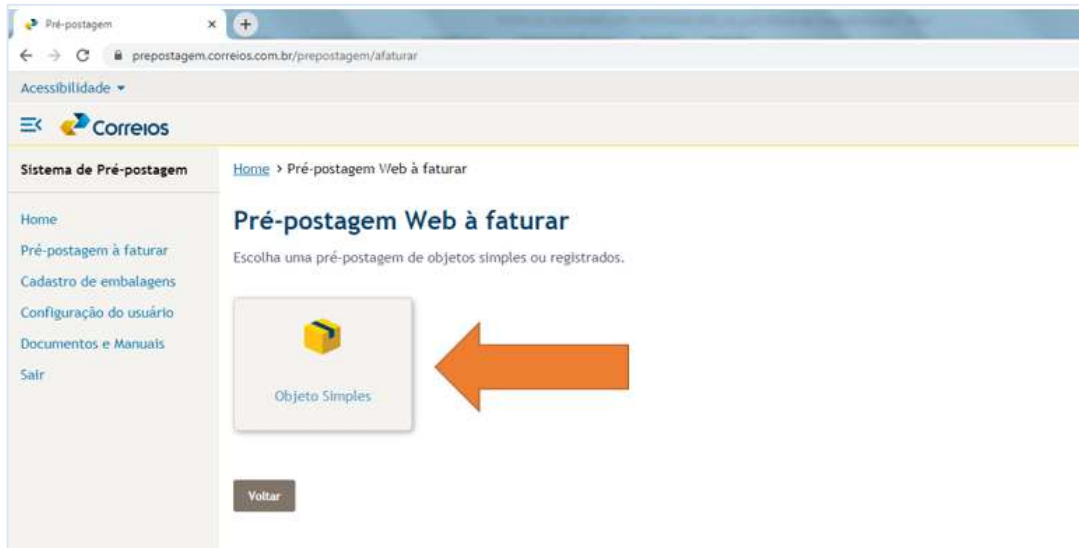 Pré-postagem
prepostagem.correios.com.br/prepostagem/afaturar
Acessibilidade
Correios
Sistema de Pré-postagem
Home > Pré-postagem Web à faturar
Home
Pré-postagem à faturar
Cadastro de embalagens
Configuração do usuário
Documentos e Manuais
Sair
Pré-postagem Web à faturar
Escolha uma pré-postagem de objetos simples ou registrados.
Objeto Simples
Voltar